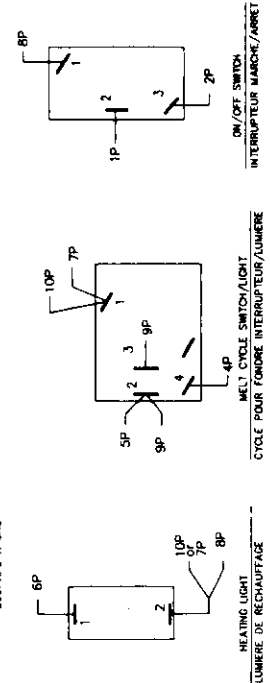 8P
1
2
1P
3
2P
ON/OFF SWITCH
INTERRUPTEUR MARCHE/ARRET
10P
7P
1
3
9P
2
5P
9P
4
4P
MELT CYCLE SWITCH/LIGHT
CYCLE POUR FONDRE INTERRUPTEUR/LUMIERE
6P
1
2
10P
or
7P
8P
HEATING LIGHT
LUMIERE DE RECHAUFFAGE